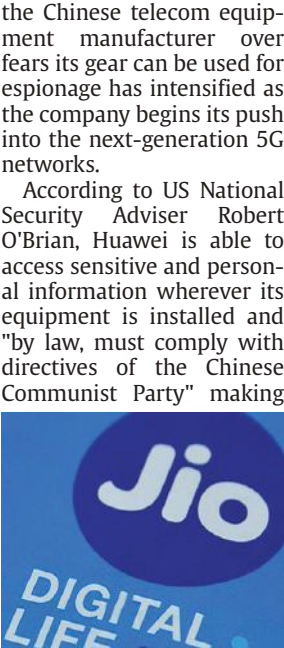 the Chinese telecom equip-
ment manufacturer over
fears its gear can be used for
espionage has intensified as
the company begins its push
into the next-generation 5G
networks.
According to US National
Security Adviser Robert
O'Brian, Huawei is able to
access sensitive and person-
al information wherever its
equipment is installed and
"by law, must comply with
directives of the Chinese
Communist Party" making
Jio
DIGITAL
LIFE